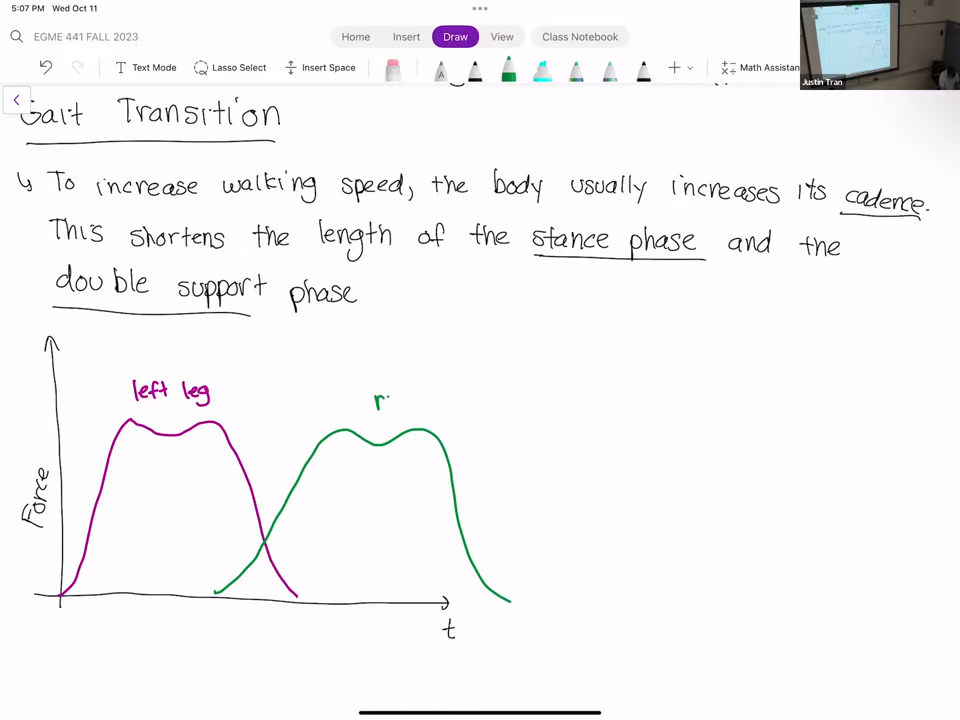 5:07 PM Wed Oct 11
EGME 441 FALL 2023
Home Insert Draw View Class Notebook
Text Mode Lasso Select Insert Space A Math Assistan
Justin Tran
Gait Transition
↳ To increase walking speed, the body usually increases its cadence.
This shortens the length of the stance phase and the
double support phase
left leg
r
Force
t